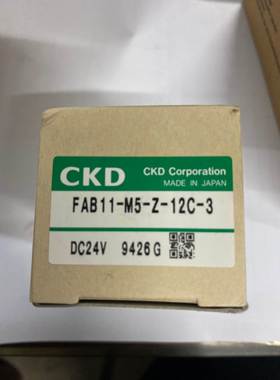 CKD
CKD Corporation
MADE IN JAPAN
FAB11-M5-Z-12C-3
DC24V 9426G